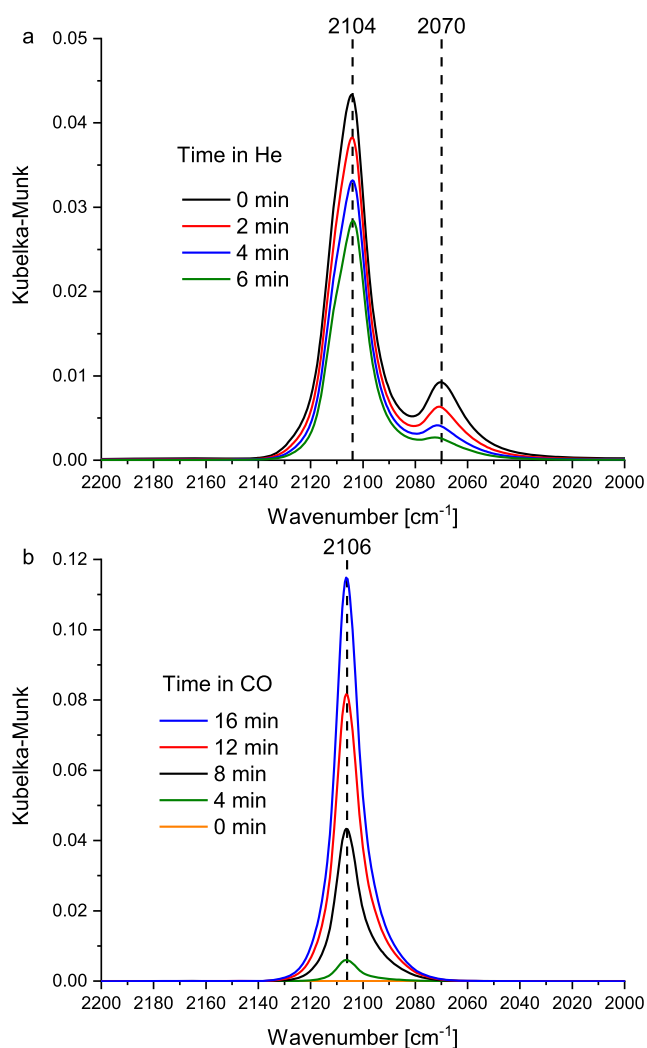 a
2104 2070
0.05
0.04
0.03
0.02
0.01
0.00
Kubelka-Munk
Time in He
0 min
2 min
4 min
6 min
2200 2180 2160 2140 2120 2100 2080 2060 2040 2020 2000
Wavenumber [cm⁻¹]
b
2106
0.12
0.10
0.08
0.06
0.04
0.02
0.00
Kubelka-Munk
Time in CO
16 min
12 min
8 min
4 min
0 min
2200 2180 2160 2140 2120 2100 2080 2060 2040 2020 2000
Wavenumber [cm⁻¹]